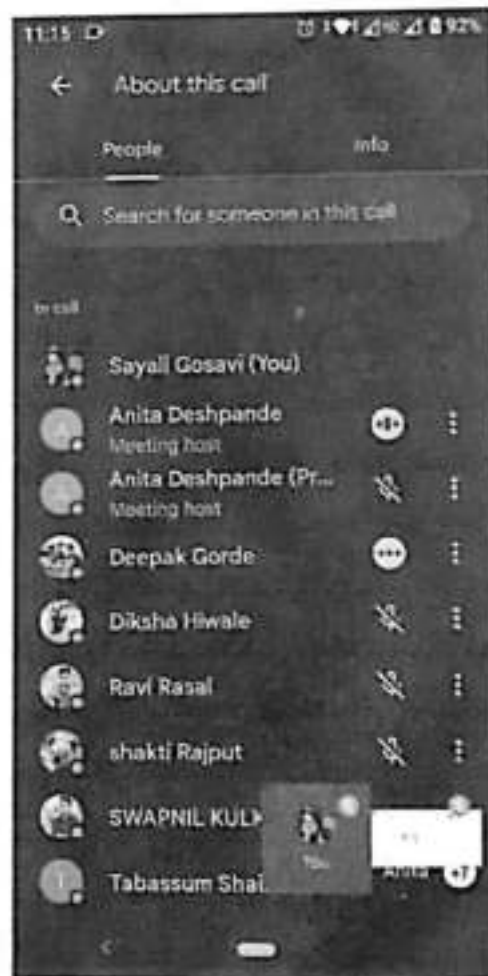 11:15 92%
About this call
People Info
Search for someone in this call
In call
Sayali Gosavi (You)
Anita Deshpande
Meeting host
Anita Deshpande (Pr...
Meeting host
Deepak Gorde
Diksha Hiwale
Ravi Rasal
shakti Rajput
SWAPNIL KULK
You
Tabassum Shai.
Anita +7